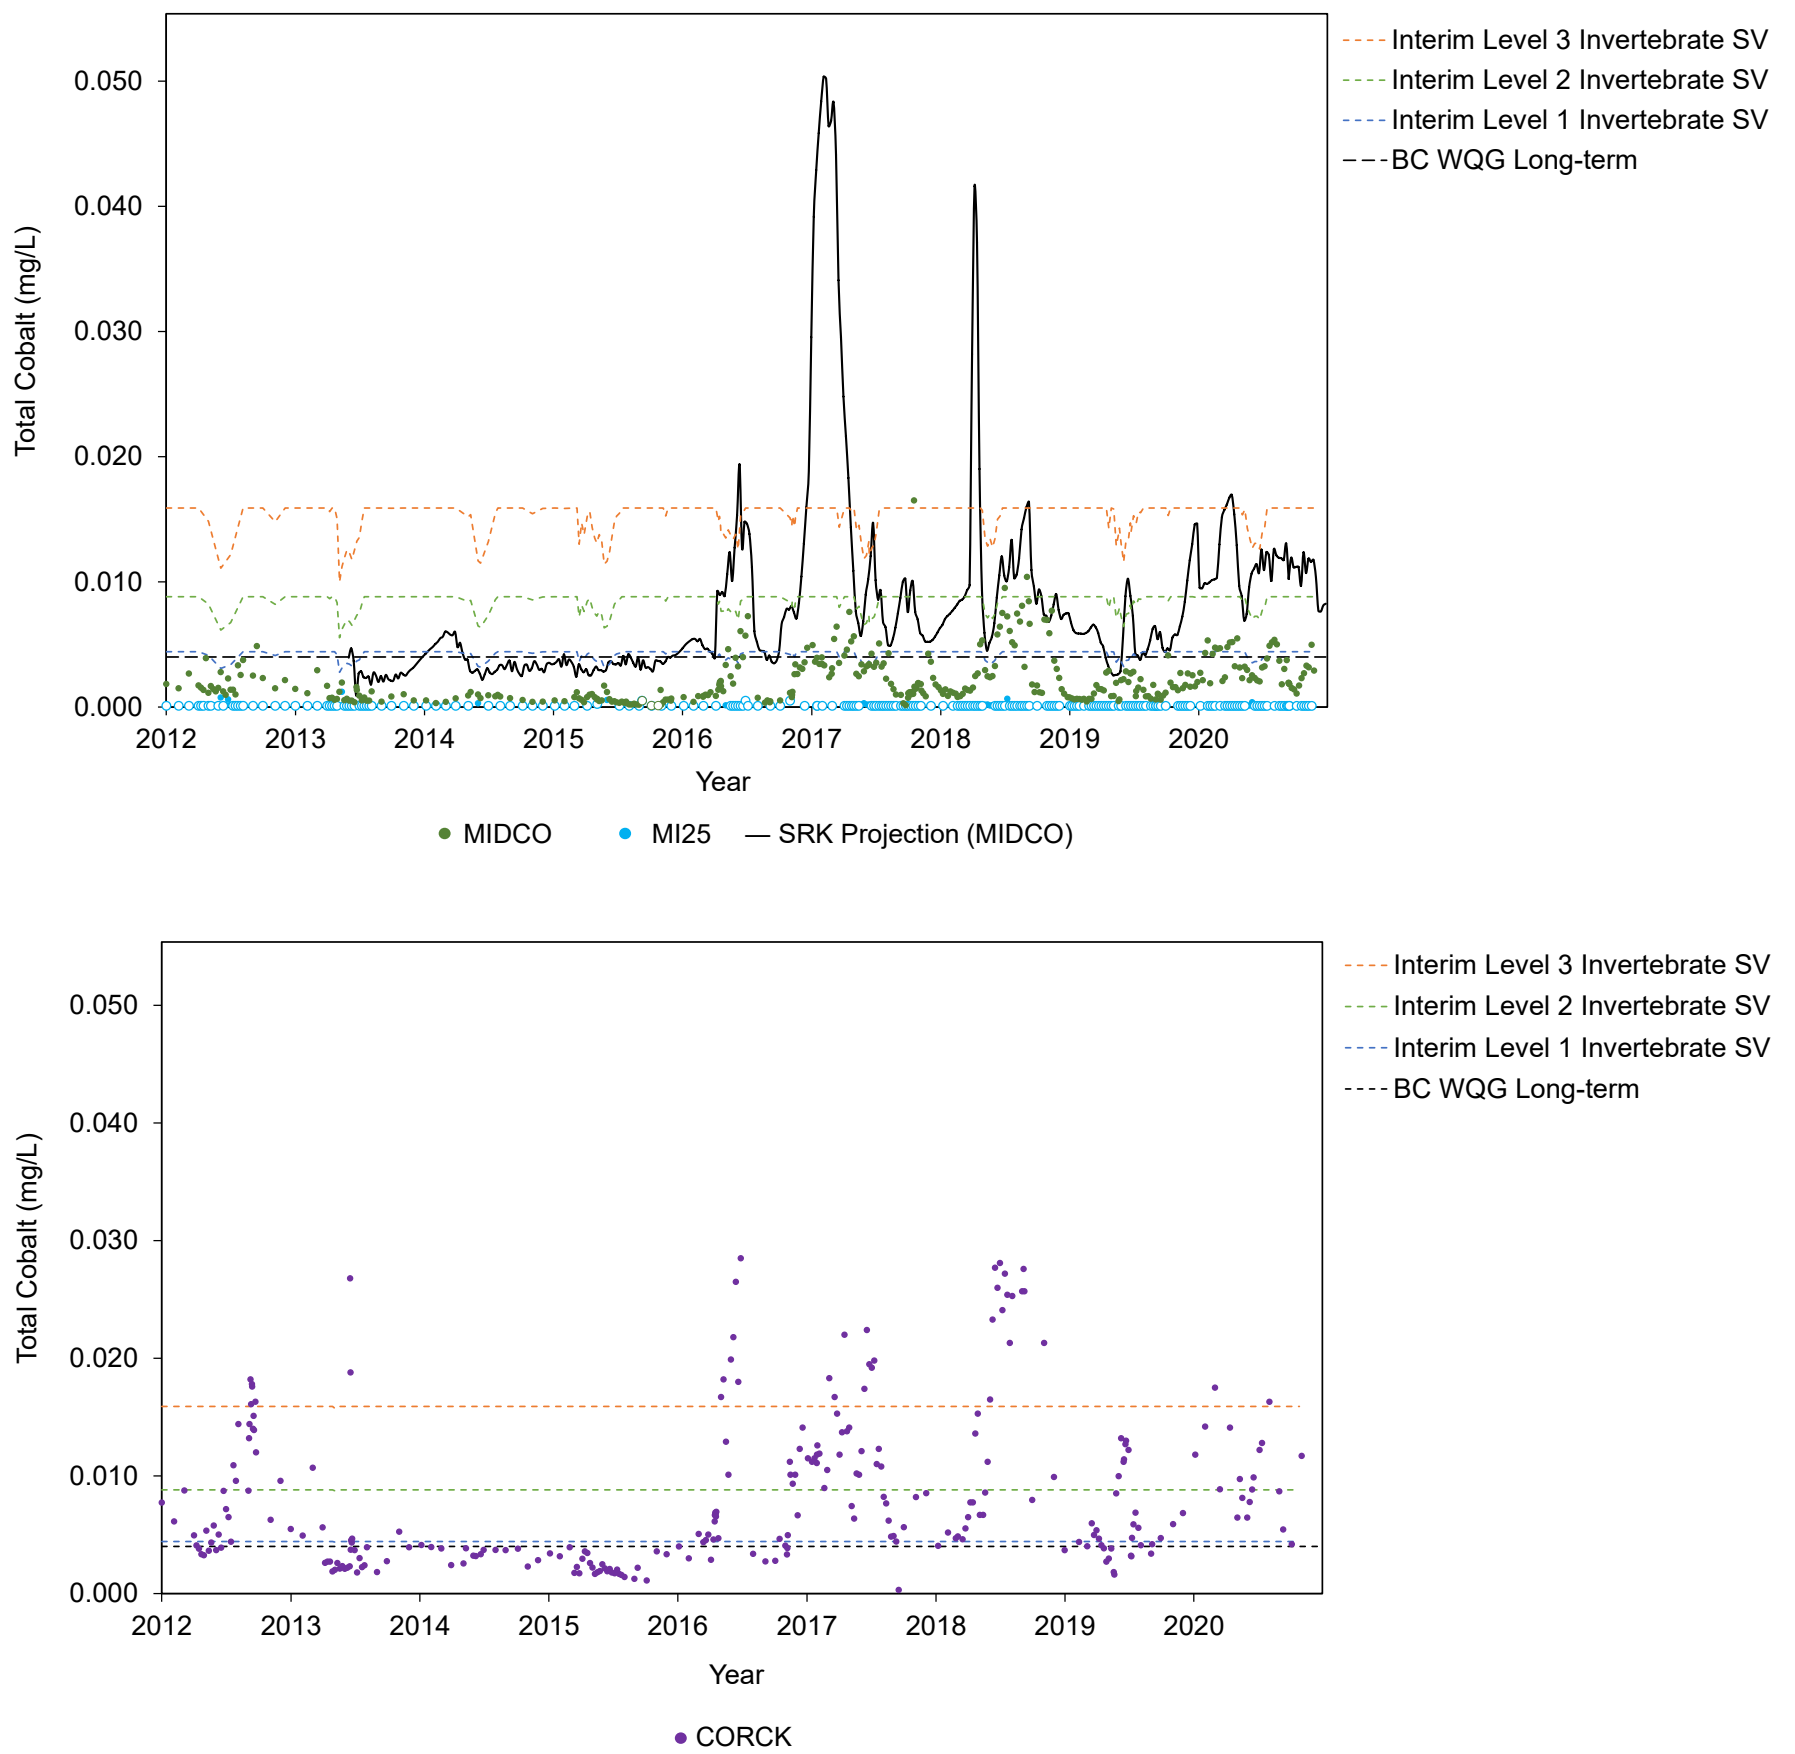 Interim Level 3 Invertebrate SV
Interim Level 2 Invertebrate SV
Interim Level 1 Invertebrate SV
BC WQG Long-term
Total Cobalt (mg/L)
0.050
0.040
0.030
0.020
0.010
0.000
2012 2013 2014 2015 2016 2017 2018 2019 2020
Year
MIDCO MI25 SRK Projection (MIDCO)
Interim Level 3 Invertebrate SV
Interim Level 2 Invertebrate SV
Interim Level 1 Invertebrate SV
BC WQG Long-term
Total Cobalt (mg/L)
0.050
0.040
0.030
0.020
0.010
0.000
2012 2013 2014 2015 2016 2017 2018 2019 2020
Year
CORCK